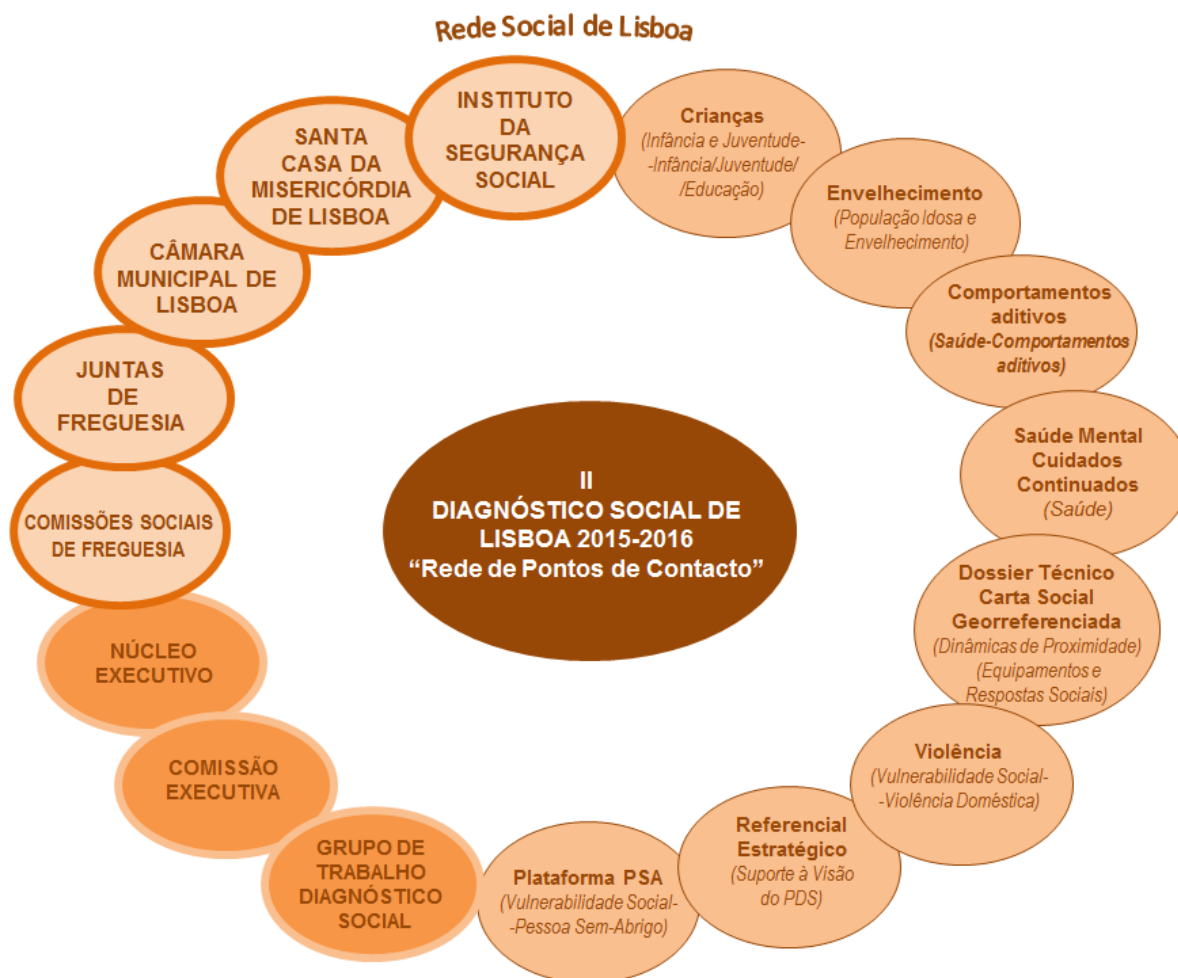 Rede Social de Lisboa
INSTITUTO
DA
SEGURANÇA
SOCIAL
Crianças
(Infância e Juventude-
-Infância/Juventude/
/Educação)
Envelhecimento
(População Idosa e
Envelhecimento)
Comportamentos
aditivos
(Saúde-Comportamentos
aditivos)
Saúde Mental
Cuidados
Continuados
(Saúde)
Dossier Técnico
Carta Social
Georreferenciada
(Dinâmicas de Proximidade)
(Equipamentos e
Respostas Sociais)
Violência
(Vulnerabilidade Social-
-Violência Doméstica)
Referencial
Estratégico
(Suporte à Visão
do PDS)
Plataforma PSA
(Vulnerabilidade Social-
-Pessoa Sem-Abrigo)
GRUPO DE
TRABALHO
DIAGNÓSTICO
SOCIAL
COMISSÃO
EXECUTIVA
NÚCLEO
EXECUTIVO
COMISSÕES SOCIAIS
DE FREGUESIA
JUNTAS
DE
FREGUESIA
CÂMARA
MUNICIPAL DE
LISBOA
SANTA
CASA DA
MISERICÓRDIA
DE LISBOA
II
DIAGNÓSTICO SOCIAL DE
LISBOA 2015-2016
“Rede de Pontos de Contacto”